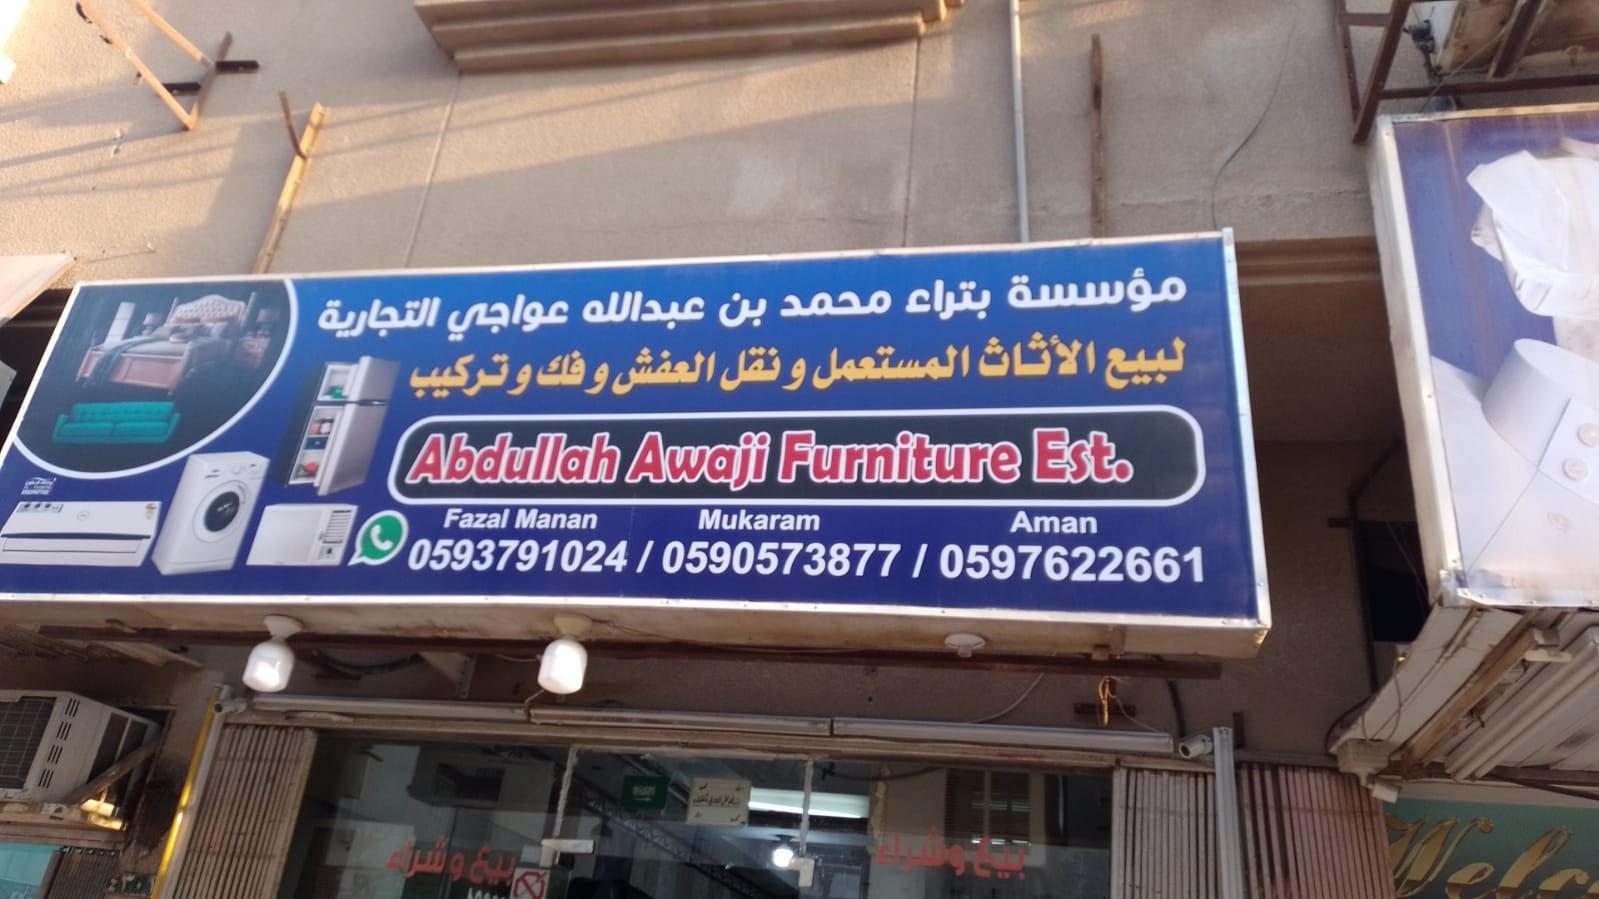 مؤسسة بتراء محمد بن عبدالله عواجي التجارية
لبيع الأثاث المستعمل و نقل العفش و فك و تركيب
Abdullah Awaji Furniture Est.
Fazal Manan Mukaram Aman
0593791024 / 0590573877 / 0597622661
بيع وشراء
بيع وشراء
Welc